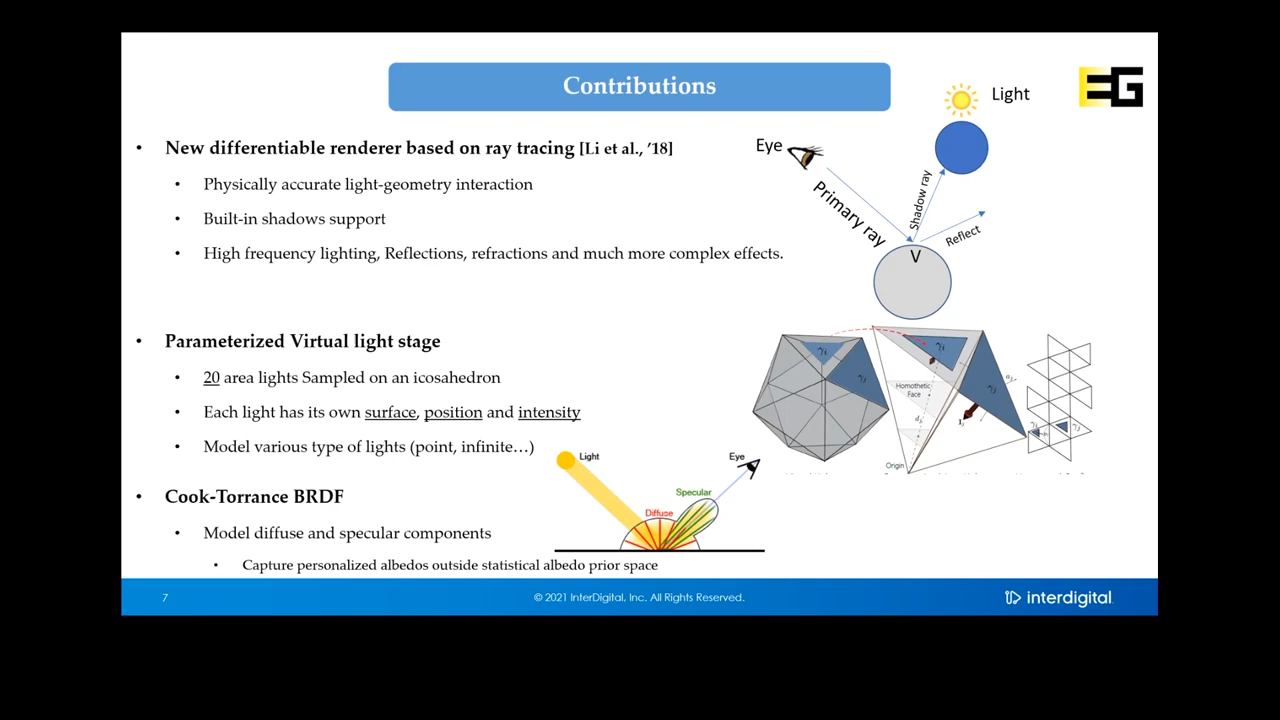 Contributions
EG
Light
Eye
Primary ray
Shadow ray
Reflect
V
• New differentiable renderer based on ray tracing [Li et al., ’18]
• Physically accurate light-geometry interaction
• Built-in shadows support
• High frequency lighting, Reflections, refractions and much more complex effects.
• Parameterized Virtual light stage
• 20 area lights Sampled on an icosahedron
• Each light has its own surface, position and intensity
• Model various type of lights (point, infinite…)
Homothetic
Face
Origin
Light
Eye
Specular
Diffuse
• Cook-Torrance BRDF
• Model diffuse and specular components
• Capture personalized albedos outside statistical albedo prior space
7
© 2021 InterDigital, Inc. All Rights Reserved.
interdigital